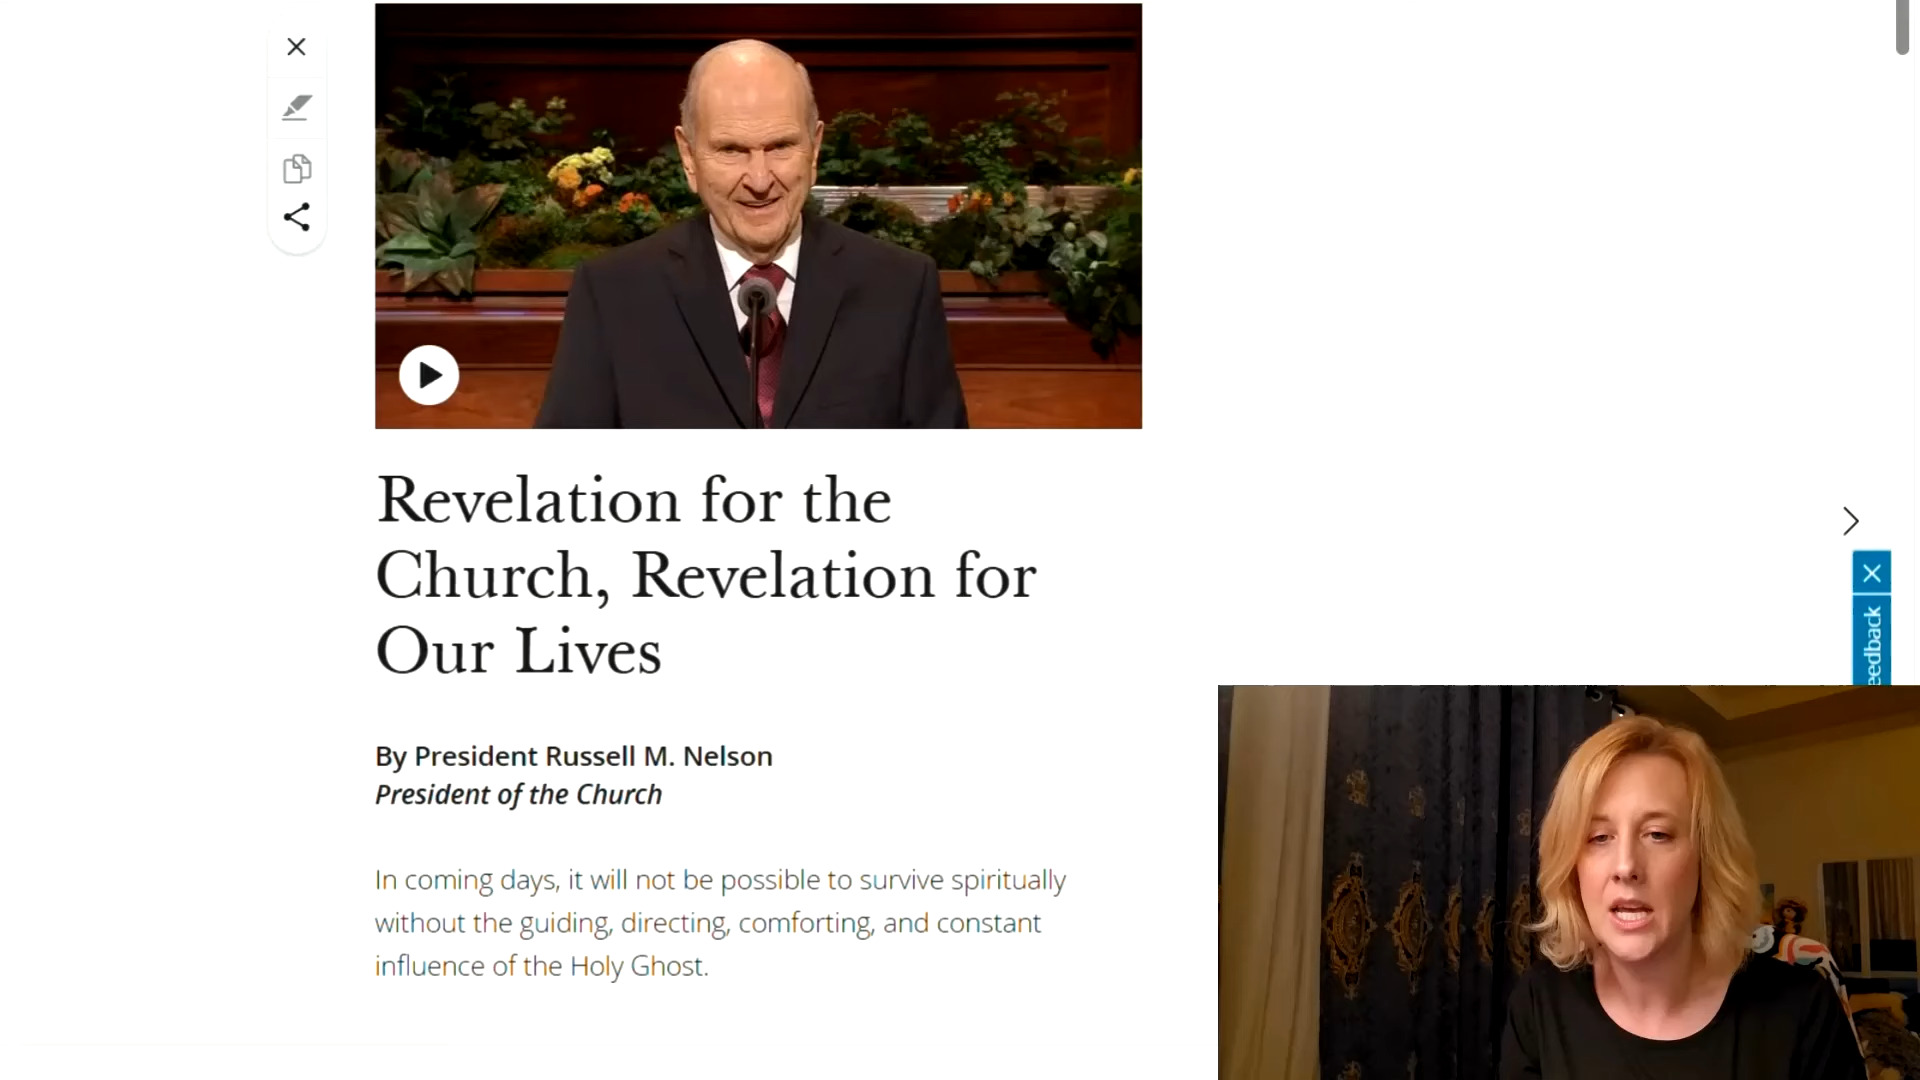 Revelation for the
Church, Revelation for
Our Lives
By President Russell M. Nelson
President of the Church
In coming days, it will not be possible to survive spiritually
without the guiding, directing, comforting, and constant
influence of the Holy Ghost.
eedback